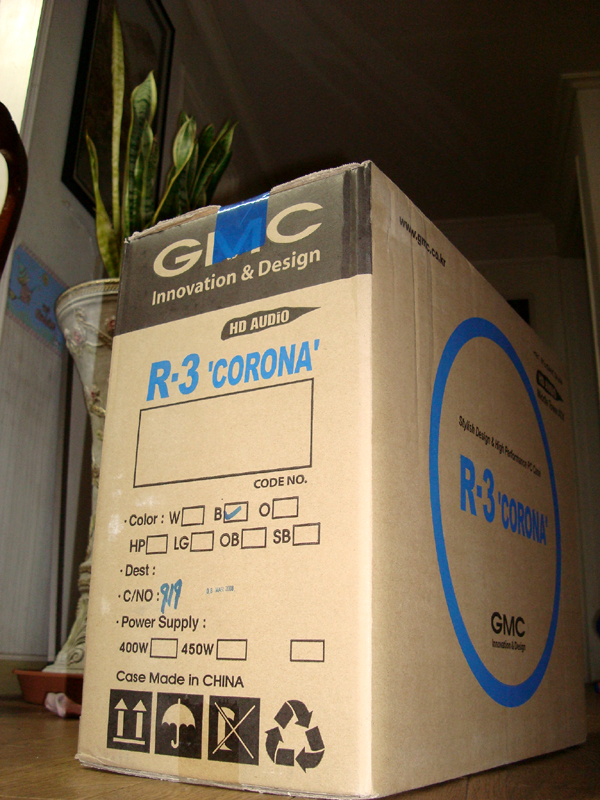 GMC
Innovation & Design
HD AUDIO
R-3 'CORONA'
CODE NO.
· Color : W B O
HP LG OB SB
· Dest :
· C/NO : 919
· Power Supply :
400W 450W
Case Made in CHINA
www.gmc.co.kr
HD AUDIO
Stylish Design & High Performance PC Case
R-3 'CORONA'
GMC
Innovation & Design